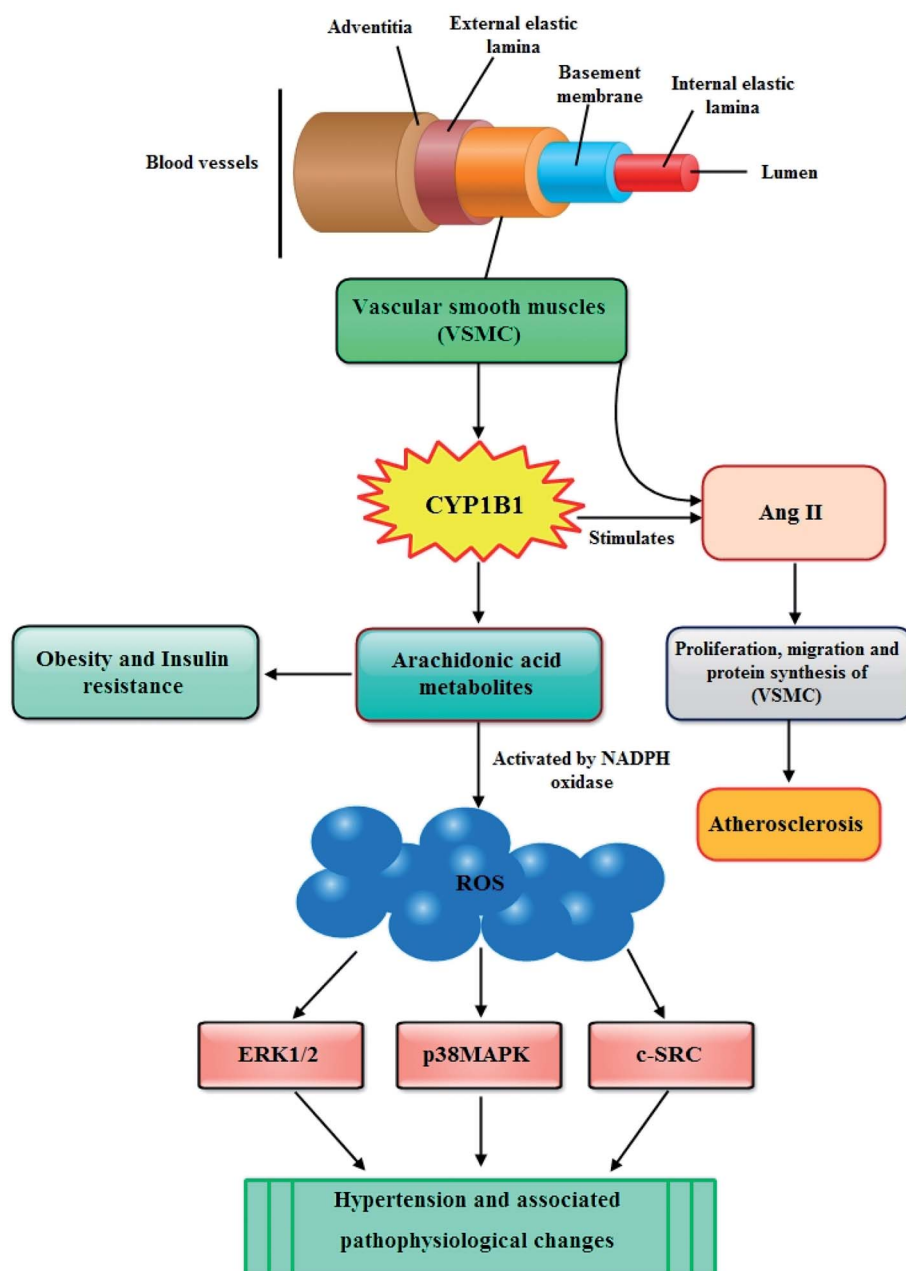 Adventitia
External elastic
lamina
Basement
membrane
Internal elastic
lamina
Blood vessels
Lumen
Vascular smooth muscles
(VSMC)
CYP1B1
Stimulates
Ang II
Obesity and Insulin
resistance
Arachidonic acid
metabolites
Proliferation, migration and
protein synthesis of
(VSMC)
Activated by NADPH
oxidase
Atherosclerosis
ROS
ERK1/2
p38MAPK
c-SRC
Hypertension and associated
pathophysiological changes